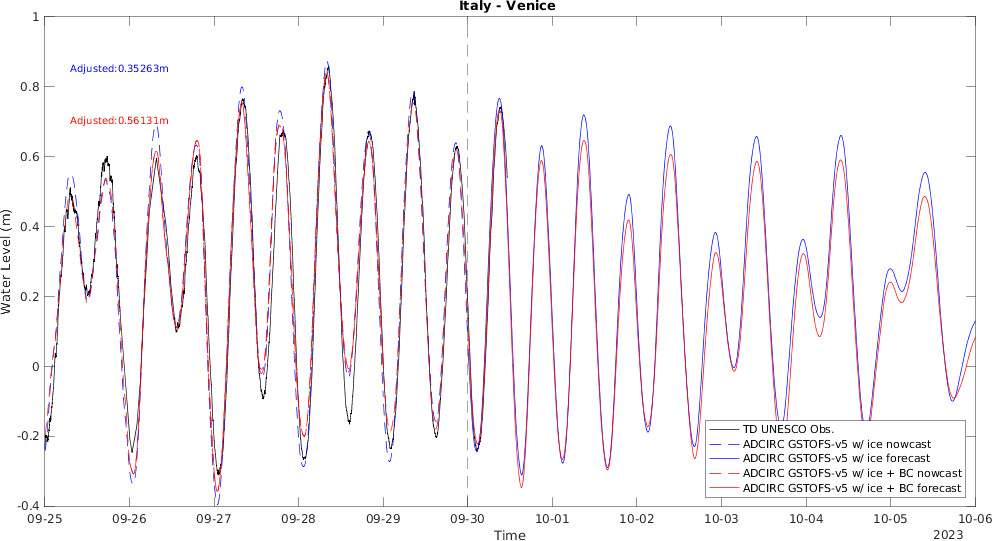 Italy - Venice
Adjusted:0.35263m
Adjusted:0.56131m
Water Level (m)
1
0.8
0.6
0.4
0.2
0
-0.2
-0.4
TD UNESCO Obs.
ADCIRC GSTOFS-v5 w/ ice nowcast
ADCIRC GSTOFS-v5 w/ ice forecast
ADCIRC GSTOFS-v5 w/ ice + BC nowcast
ADCIRC GSTOFS-v5 w/ ice + BC forecast
09-25 09-26 09-27 09-28 09-29 09-30 10-01 10-02 10-03 10-04 10-05 10-06
Time
2023